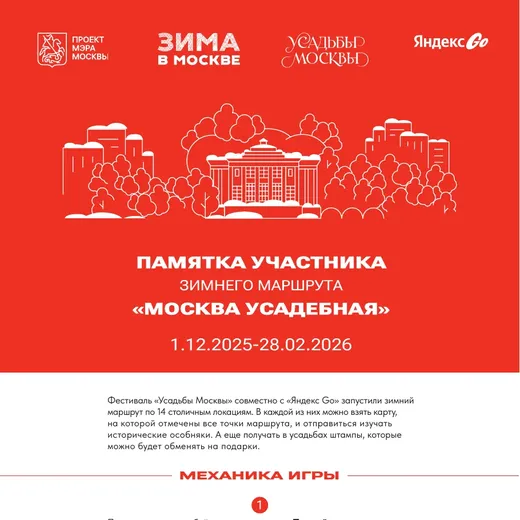 ПРОЕКТ
МЭРА
МОСКВЫ
ЗИМА
В МОСКВЕ
УСАДЬБЫ
МОСКВЫ
Яндекс Go
ПАМЯТКА УЧАСТНИКА
ЗИМНЕГО МАРШРУТА
«МОСКВА УСАДЕБНАЯ»
1.12.2025-28.02.2026
Фестиваль «Усадьбы Москвы» совместно с «Яндекс Go» запустили зимний
маршрут по 14 столичным локациям. В каждой из них можно взять карту,
на которой отмечены все точки маршрута, и отправиться изучать
исторические особняки. А еще получать в усадьбах штампы, которые
можно будет обменять на подарки.
МЕХАНИКА ИГРЫ
1